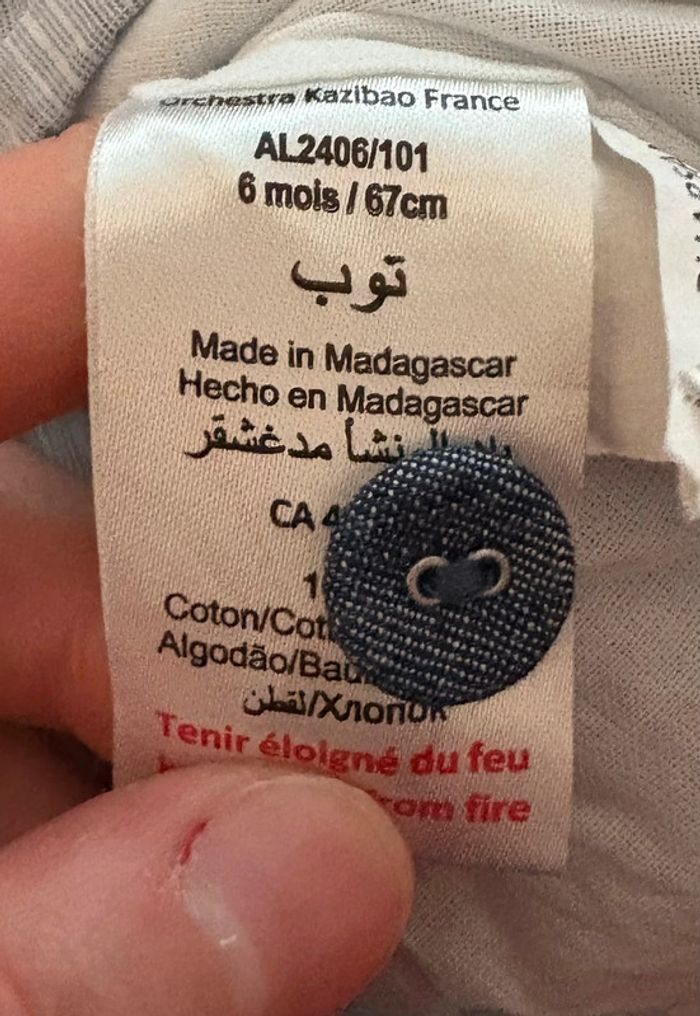 Orchestra Kazibao France
AL2406/101
6 mois / 67cm
توب
Made in Madagascar
Hecho en Madagascar
مدغشقر
CA
Coton/
Algodão/
لقطن/Хлопок
Tenir éloigné du feu
from fire